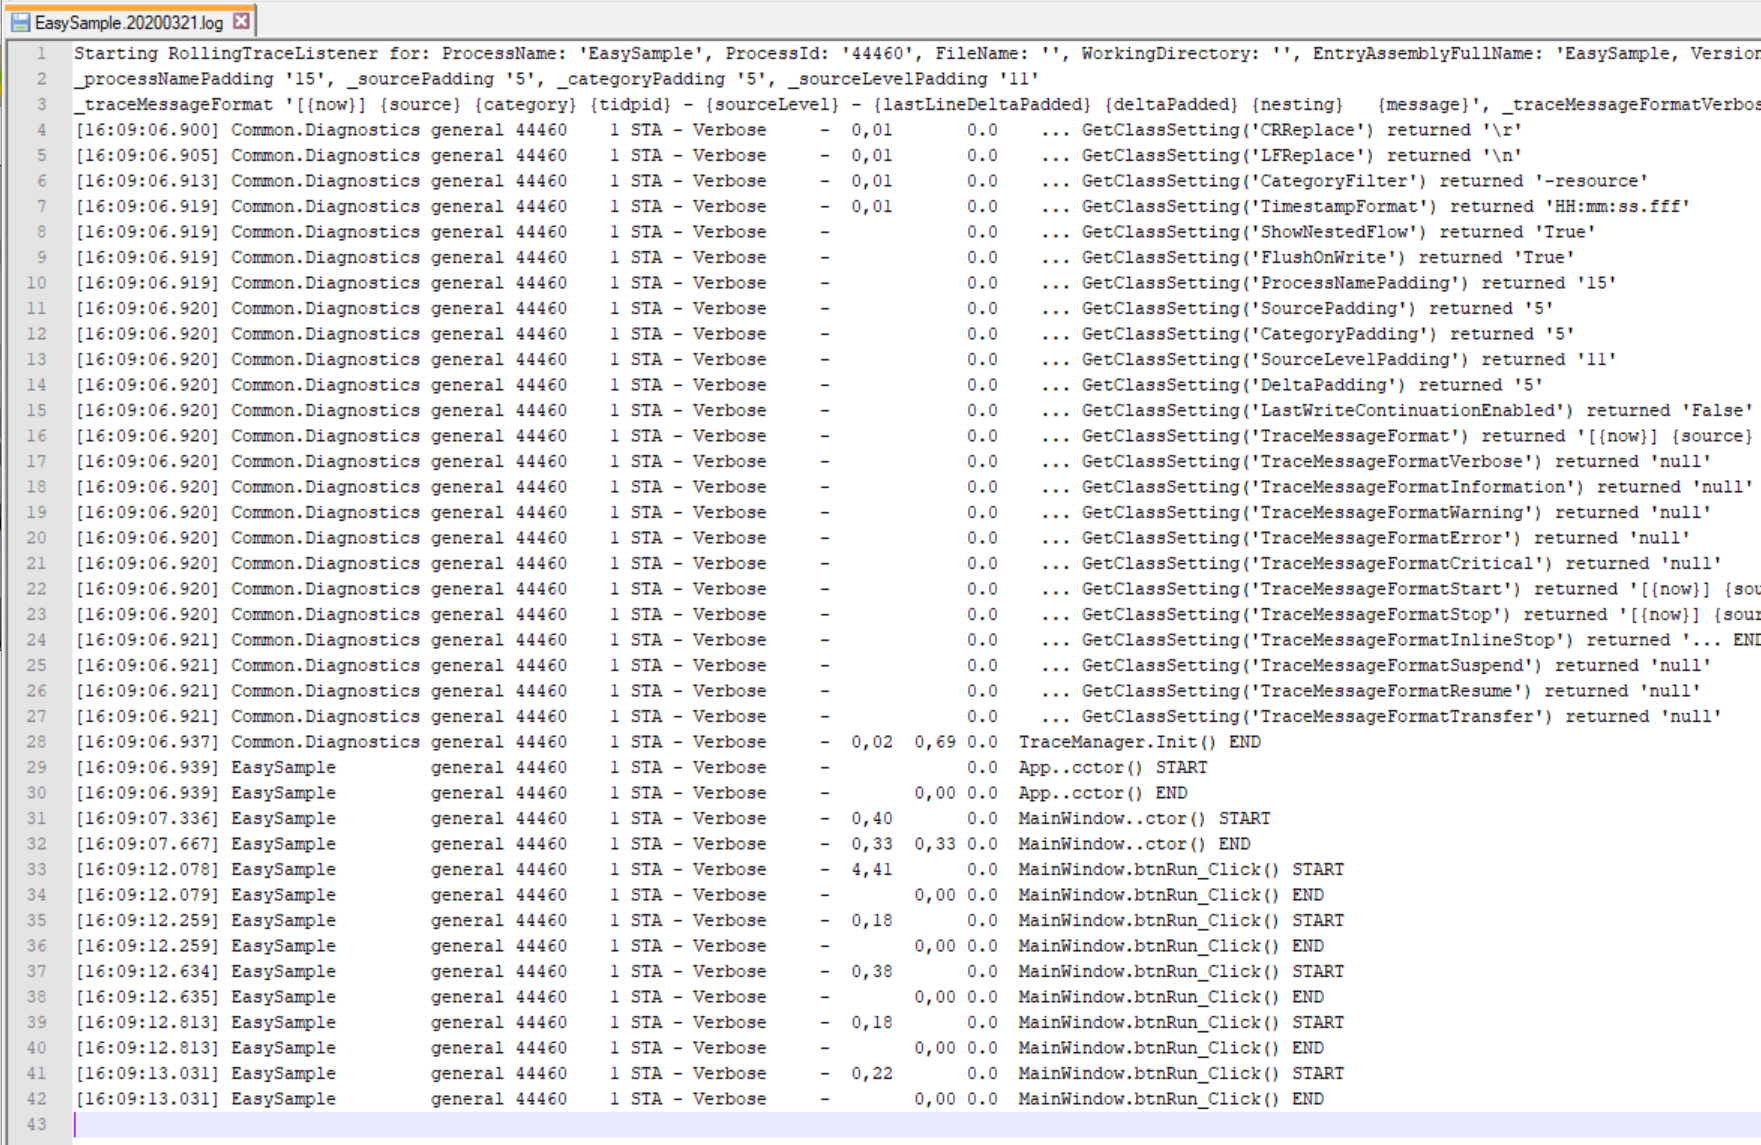 EasySample.20200321.log
1 Starting RollingTraceListener for: ProcessName: 'EasySample', ProcessId: '44460', FileName: '', WorkingDirectory: '', EntryAssemblyFullName: 'EasySample, Version
2 _processNamePadding '15', _sourcePadding '5', _categoryPadding '5', _sourceLevelPadding '11'
3 _traceMessageFormat '[{now}] {source} {category} {tidpid} - {sourceLevel} - {lastLineDeltaPadded} {deltaPadded} {nesting}   {message}', _traceMessageFormatVerbos
4 [16:09:06.900] Common.Diagnostics general 44460    1 STA - Verbose     -  0,01       0.0    ... GetClassSetting('CRReplace') returned '\r'
5 [16:09:06.905] Common.Diagnostics general 44460    1 STA - Verbose     -  0,01       0.0    ... GetClassSetting('LFReplace') returned '\n'
6 [16:09:06.913] Common.Diagnostics general 44460    1 STA - Verbose     -  0,01       0.0    ... GetClassSetting('CategoryFilter') returned '-resource'
7 [16:09:06.919] Common.Diagnostics general 44460    1 STA - Verbose     -  0,01       0.0    ... GetClassSetting('TimestampFormat') returned 'HH:mm:ss.fff'
8 [16:09:06.919] Common.Diagnostics general 44460    1 STA - Verbose     -             0.0    ... GetClassSetting('ShowNestedFlow') returned 'True'
9 [16:09:06.919] Common.Diagnostics general 44460    1 STA - Verbose     -             0.0    ... GetClassSetting('FlushOnWrite') returned 'True'
10 [16:09:06.919] Common.Diagnostics general 44460    1 STA - Verbose     -             0.0    ... GetClassSetting('ProcessNamePadding') returned '15'
11 [16:09:06.920] Common.Diagnostics general 44460    1 STA - Verbose     -             0.0    ... GetClassSetting('SourcePadding') returned '5'
12 [16:09:06.920] Common.Diagnostics general 44460    1 STA - Verbose     -             0.0    ... GetClassSetting('CategoryPadding') returned '5'
13 [16:09:06.920] Common.Diagnostics general 44460    1 STA - Verbose     -             0.0    ... GetClassSetting('SourceLevelPadding') returned '11'
14 [16:09:06.920] Common.Diagnostics general 44460    1 STA - Verbose     -             0.0    ... GetClassSetting('DeltaPadding') returned '5'
15 [16:09:06.920] Common.Diagnostics general 44460    1 STA - Verbose     -             0.0    ... GetClassSetting('LastWriteContinuationEnabled') returned 'False'
16 [16:09:06.920] Common.Diagnostics general 44460    1 STA - Verbose     -             0.0    ... GetClassSetting('TraceMessageFormat') returned '[{now}] {source}
17 [16:09:06.920] Common.Diagnostics general 44460    1 STA - Verbose     -             0.0    ... GetClassSetting('TraceMessageFormatVerbose') returned 'null'
18 [16:09:06.920] Common.Diagnostics general 44460    1 STA - Verbose     -             0.0    ... GetClassSetting('TraceMessageFormatInformation') returned 'null'
19 [16:09:06.920] Common.Diagnostics general 44460    1 STA - Verbose     -             0.0    ... GetClassSetting('TraceMessageFormatWarning') returned 'null'
20 [16:09:06.920] Common.Diagnostics general 44460    1 STA - Verbose     -             0.0    ... GetClassSetting('TraceMessageFormatError') returned 'null'
21 [16:09:06.920] Common.Diagnostics general 44460    1 STA - Verbose     -             0.0    ... GetClassSetting('TraceMessageFormatCritical') returned 'null'
22 [16:09:06.920] Common.Diagnostics general 44460    1 STA - Verbose     -             0.0    ... GetClassSetting('TraceMessageFormatStart') returned '[{now}] {sou
23 [16:09:06.920] Common.Diagnostics general 44460    1 STA - Verbose     -             0.0    ... GetClassSetting('TraceMessageFormatStop') returned '[{now}] {sour
24 [16:09:06.921] Common.Diagnostics general 44460    1 STA - Verbose     -             0.0    ... GetClassSetting('TraceMessageFormatInlineStop') returned '... END
25 [16:09:06.921] Common.Diagnostics general 44460    1 STA - Verbose     -             0.0    ... GetClassSetting('TraceMessageFormatSuspend') returned 'null'
26 [16:09:06.921] Common.Diagnostics general 44460    1 STA - Verbose     -             0.0    ... GetClassSetting('TraceMessageFormatResume') returned 'null'
27 [16:09:06.921] Common.Diagnostics general 44460    1 STA - Verbose     -             0.0    ... GetClassSetting('TraceMessageFormatTransfer') returned 'null'
28 [16:09:06.937] Common.Diagnostics general 44460    1 STA - Verbose     -  0,02  0,69 0.0  TraceManager.Init() END
29 [16:09:06.939] EasySample         general 44460    1 STA - Verbose     -             0.0  App..cctor() START
30 [16:09:06.939] EasySample         general 44460    1 STA - Verbose     -        0,00 0.0  App..cctor() END
31 [16:09:07.336] EasySample         general 44460    1 STA - Verbose     -  0,40       0.0  MainWindow..ctor() START
32 [16:09:07.667] EasySample         general 44460    1 STA - Verbose     -  0,33  0,33 0.0  MainWindow..ctor() END
33 [16:09:12.078] EasySample         general 44460    1 STA - Verbose     -  4,41       0.0  MainWindow.btnRun_Click() START
34 [16:09:12.079] EasySample         general 44460    1 STA - Verbose     -        0,00 0.0  MainWindow.btnRun_Click() END
35 [16:09:12.259] EasySample         general 44460    1 STA - Verbose     -  0,18       0.0  MainWindow.btnRun_Click() START
36 [16:09:12.259] EasySample         general 44460    1 STA - Verbose     -        0,00 0.0  MainWindow.btnRun_Click() END
37 [16:09:12.634] EasySample         general 44460    1 STA - Verbose     -  0,38       0.0  MainWindow.btnRun_Click() START
38 [16:09:12.635] EasySample         general 44460    1 STA - Verbose     -        0,00 0.0  MainWindow.btnRun_Click() END
39 [16:09:12.813] EasySample         general 44460    1 STA - Verbose     -  0,18       0.0  MainWindow.btnRun_Click() START
40 [16:09:12.813] EasySample         general 44460    1 STA - Verbose     -        0,00 0.0  MainWindow.btnRun_Click() END
41 [16:09:13.031] EasySample         general 44460    1 STA - Verbose     -  0,22       0.0  MainWindow.btnRun_Click() START
42 [16:09:13.031] EasySample         general 44460    1 STA - Verbose     -        0,00 0.0  MainWindow.btnRun_Click() END
43